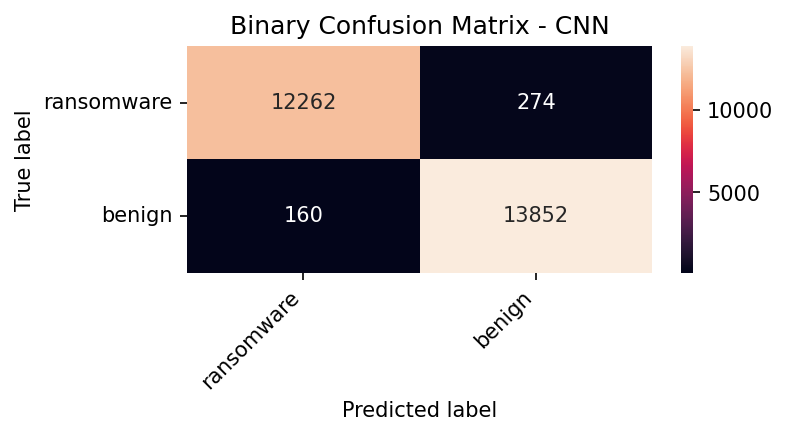 Binary Confusion Matrix - CNN
True label
ransomware
12262
274
benign
160
13852
10000
5000
ransomware
benign
Predicted label